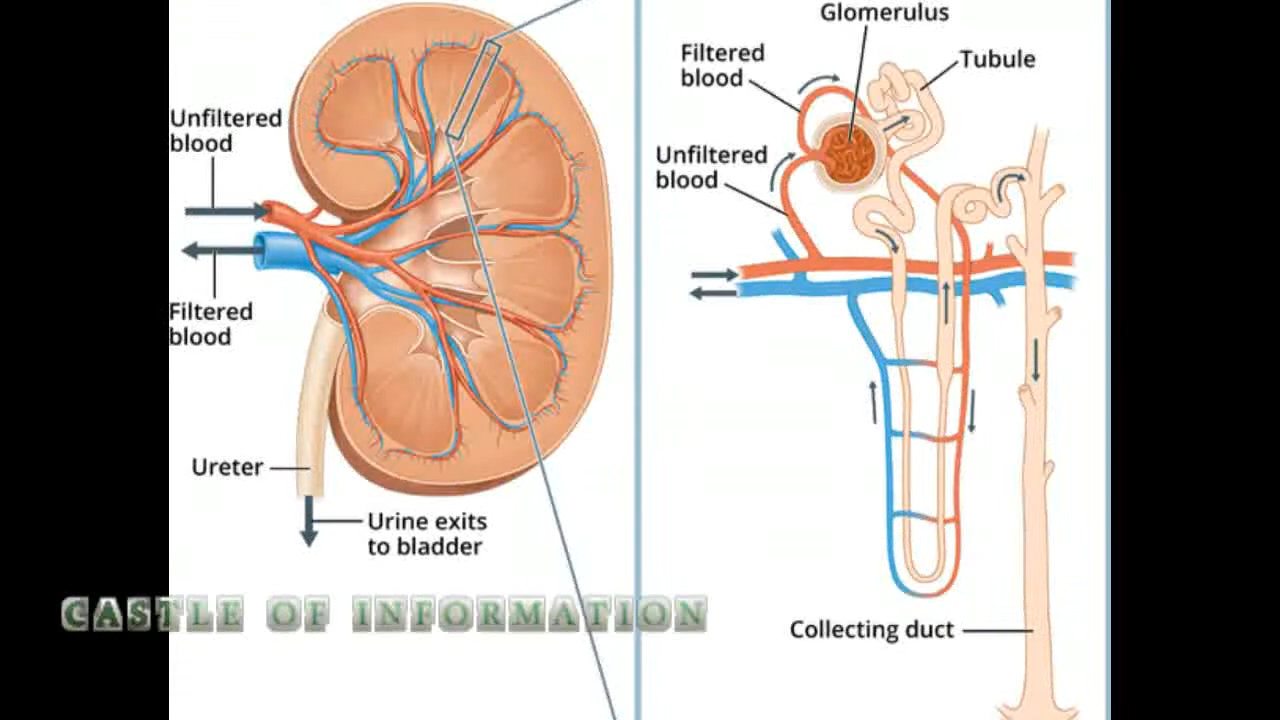 Unfiltered
blood
Filtered
blood
Ureter
Urine exits
to bladder
Glomerulus
Filtered
blood
Tubule
Unfiltered
blood
Collecting duct
CASTLE OF INFORMATION